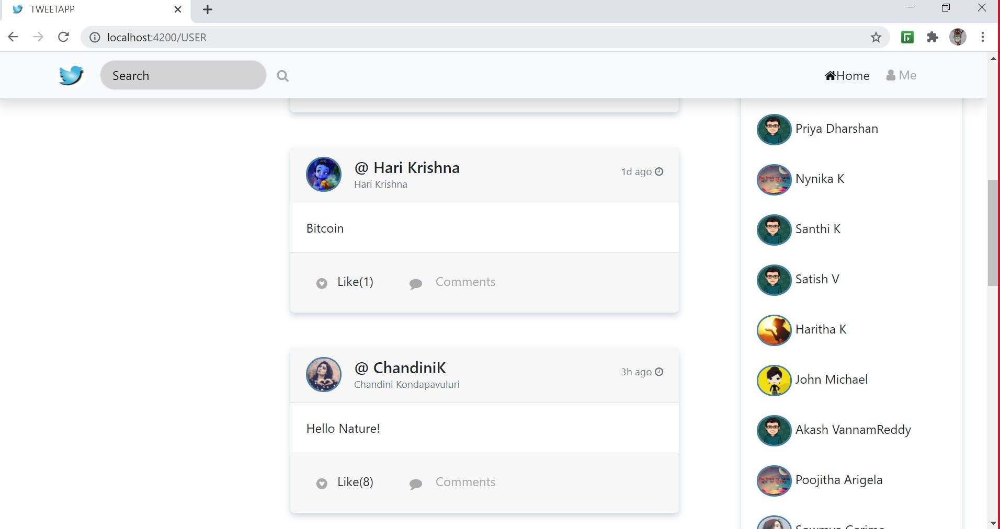 TWEETAPP
localhost:4200/USER
Search
Home
Me
@ Hari Krishna
Hari Krishna
1d ago
Bitcoin
Like(1)
Comments
@ ChandiniK
Chandini Kondapavuluri
3h ago
Hello Nature!
Like(8)
Comments
Priya Dharshan
Nynika K
Santhi K
Satish V
Haritha K
John Michael
Akash VannamReddy
Poojitha Arigela